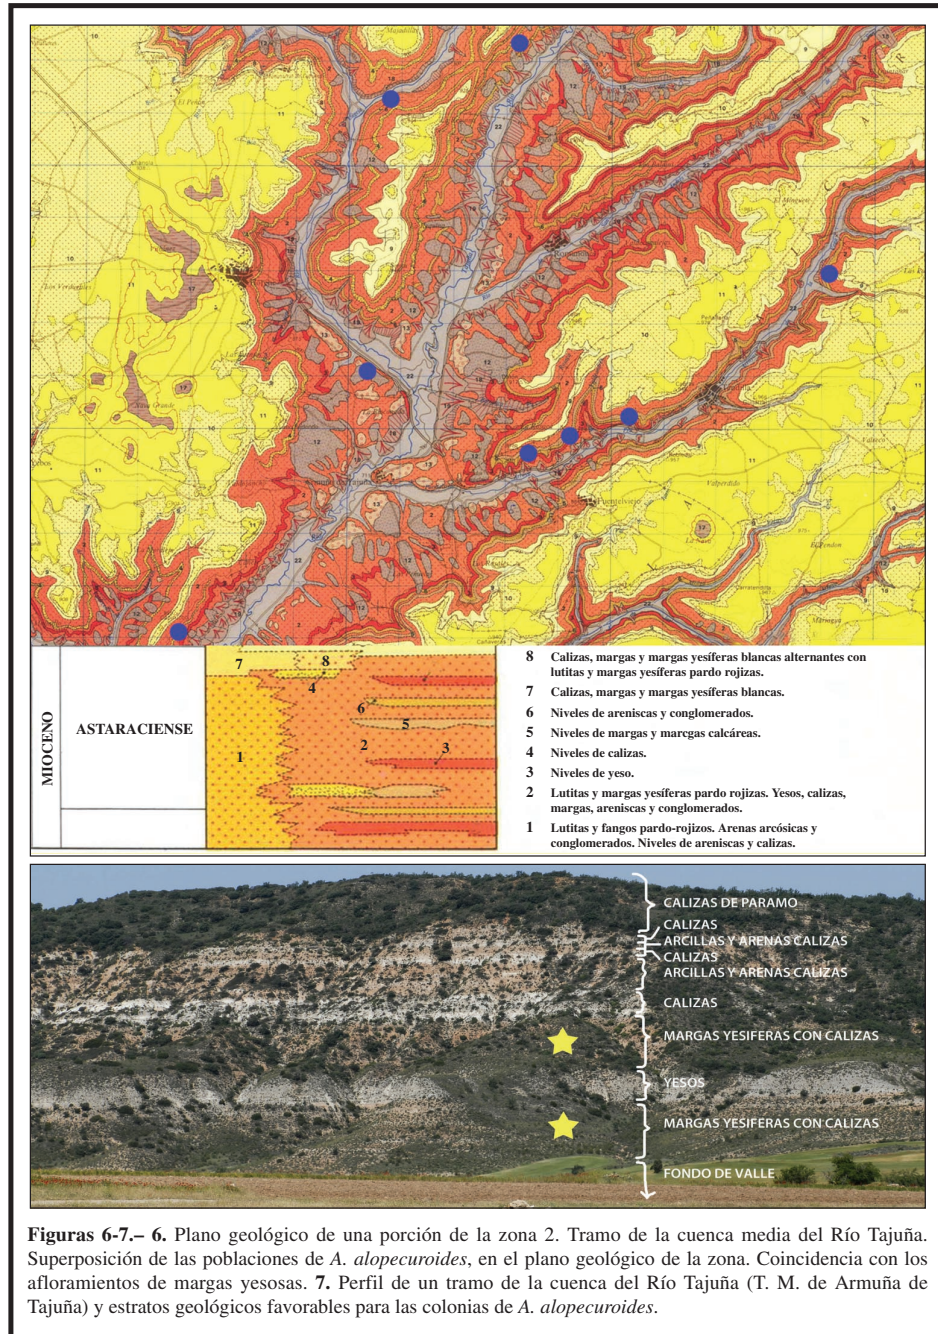 MIOCENO
ASTARACIENSE
7
8
4
6
5
2
3
1
8 Calizas, margas y margas yesíferas blancas alternantes con
lutitas y margas yesíferas pardo rojizas.
7 Calizas, margas y margas yesíferas blancas.
6 Niveles de areniscas y conglomerados.
5 Niveles de margas y marcgas calcáreas.
4 Niveles de calizas.
3 Niveles de yeso.
2 Lutitas y margas yesíferas pardo rojizas. Yesos, calizas,
margas, areniscas y conglomerados.
1 Lutitas y fangos pardo-rojizos. Arenas arcósicas y
conglomerados. Niveles de areniscas y calizas.
CALIZAS DE PARAMO
CALIZAS
ARCILLAS Y ARENAS CALIZAS
CALIZAS
ARCILLAS Y ARENAS CALIZAS
CALIZAS
MARGAS YESIFERAS CON CALIZAS
YESOS
MARGAS YESIFERAS CON CALIZAS
FONDO DE VALLE
Figuras 6-7.– 6. Plano geológico de una porción de la zona 2. Tramo de la cuenca media del Río Tajuña.
Superposición de las poblaciones de A. alopecuroides, en el plano geológico de la zona. Coincidencia con los
afloramientos de margas yesosas. 7. Perfil de un tramo de la cuenca del Río Tajuña (T. M. de Armuña de
Tajuña) y estratos geológicos favorables para las colonias de A. alopecuroides.